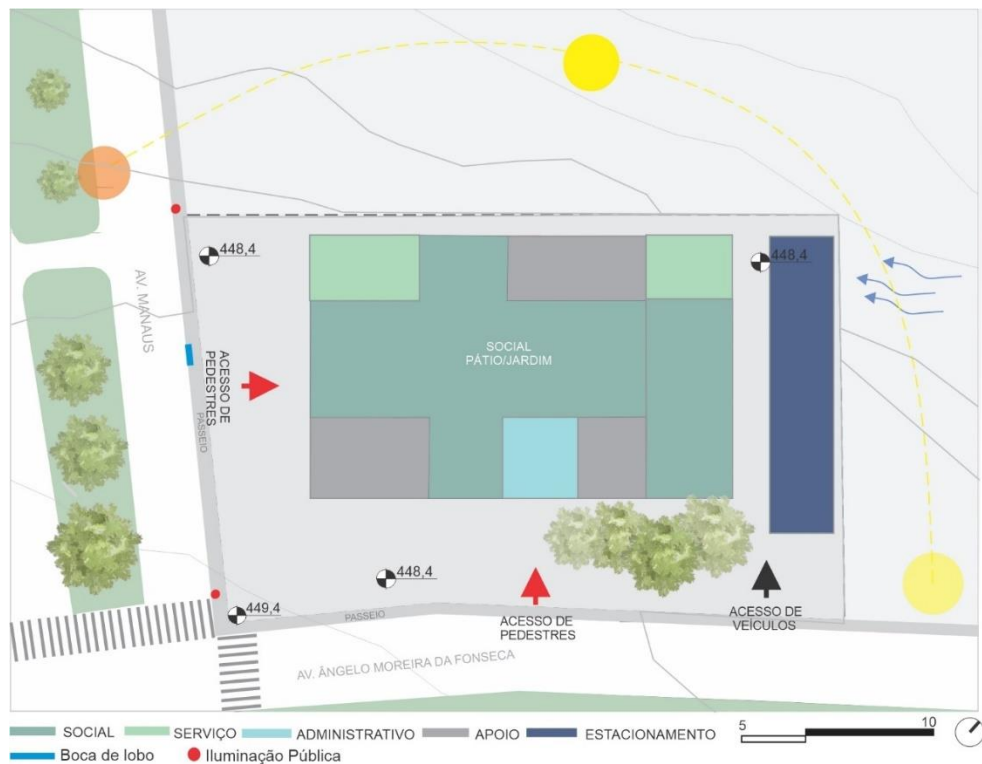 448,4
448,4
AV. MANAUS
ACESSO DE
PEDESTRES
PASSEIO
SOCIAL
PÁTIO/JARDIM
448,4
449,4
PASSEIO
ACESSO DE
PEDESTRES
ACESSO DE
VEÍCULOS
AV. ÂNGELO MOREIRA DA FONSECA
SOCIAL
SERVIÇO
ADMINISTRATIVO
APOIO
ESTACIONAMENTO
5
10
Boca de lobo
Iluminação Pública